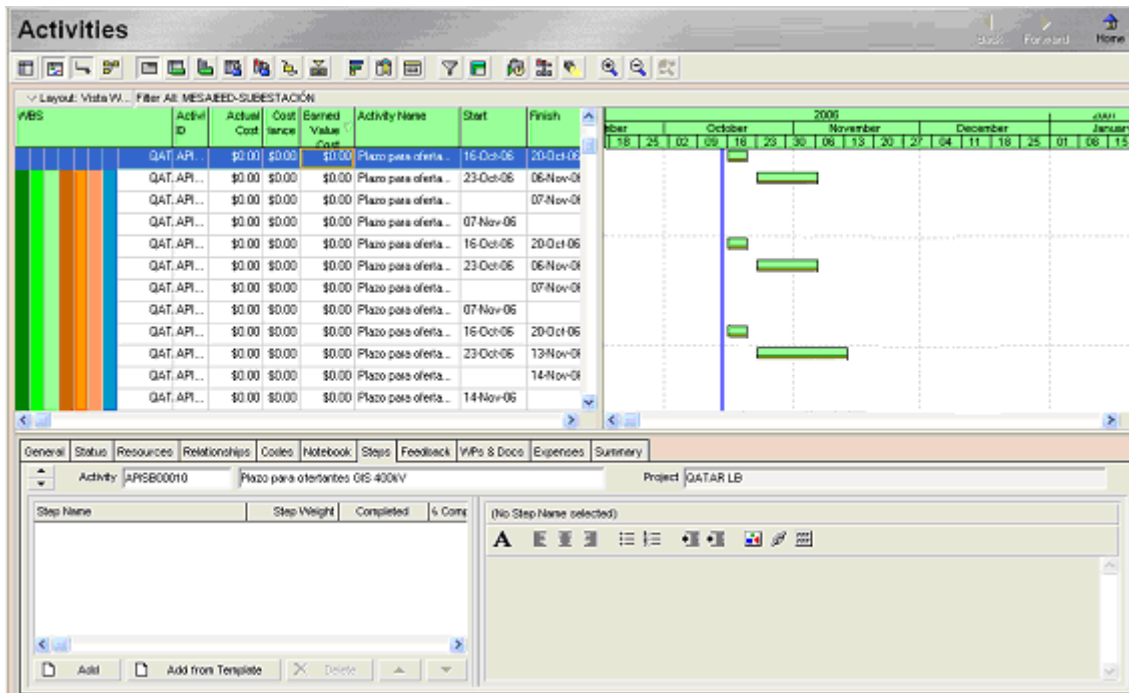 Activities
Back Forward Home
Layout: Vista W... Filter All: MESAIEED-SUBESTACIÓN
WBS Activi ID Actual Cost Cost iance Earned Value Cost Activity Name Start Finish
2006
ber October November December Januar
18 25 02 09 16 23 30 06 13 20 27 04 11 18 25 01 08 15
QAT. API... $0.00 $0.00 $0.00 Plazo para oferta... 16-Oct-06 20-Oct-06
QAT. API... $0.00 $0.00 $0.00 Plazo para oferta... 23-Oct-06 06-Nov-0
QAT. API... $0.00 $0.00 $0.00 Plazo para oferta... 07-Nov-0
QAT. API... $0.00 $0.00 $0.00 Plazo para oferta... 07-Nov-06
QAT. API... $0.00 $0.00 $0.00 Plazo para oferta... 16-Oct-06 20-Oct-06
QAT. API... $0.00 $0.00 $0.00 Plazo para oferta... 23-Oct-06 06-Nov-0
QAT. API... $0.00 $0.00 $0.00 Plazo para oferta... 07-Nov-0
QAT. API... $0.00 $0.00 $0.00 Plazo para oferta... 07-Nov-06
QAT. API... $0.00 $0.00 $0.00 Plazo para oferta... 16-Oct-06 20-Oct-06
QAT. API... $0.00 $0.00 $0.00 Plazo para oferta... 23-Oct-06 13-Nov-0
QAT. API... $0.00 $0.00 $0.00 Plazo para oferta... 14-Nov-0
QAT. API... $0.00 $0.00 $0.00 Plazo para oferta... 14-Nov-06
General Status Resources Relationships Codes Notebook Steps Feedback WPs & Docs Expenses Summary
Activity APISB00010 Plazo para ofertantes GIS 400kV Project QATAR LB
Step Name Step Weight Completed % Comp
(No Step Name selected)
A
Add Add from Template Delete